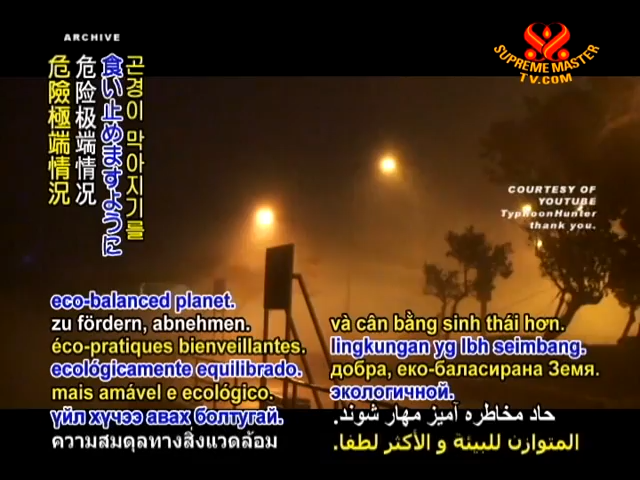 ARCHIVE
SUPREME MASTER
TV.COM
危險極端情況
危险极端情况
食い止めますように
곤경이 막아지기를
COURTESY OF
YOUTUBE
TyphoonHunter
thank you.
eco-balanced planet.
zu fördern, abnehmen.
éco-pratiques bienveillantes.
ecológicamente equilibrado.
mais amável e ecológico.
үйл хүчээ авах болтугай.
ความสมดุลทางสิ่งแวดล้อม
và cân bằng sinh thái hơn.
lingkungan yg lbh seimbang.
добра, еко-баласирана Земя.
экологичной.
حاد مخاطره آمیز مهار شوند.
المتوازن للبيئة و الأكثر لطفا.